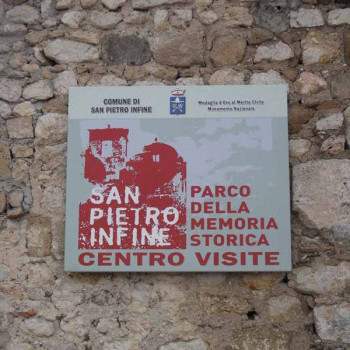 COMUNE DI
SAN PIETRO INFINE
Medaglia d'Oro al Merito Civile
Monumento Nazionale
SAN
PIETRO
INFINE
PARCO
DELLA
MEMORIA
STORICA
CENTRO VISITE